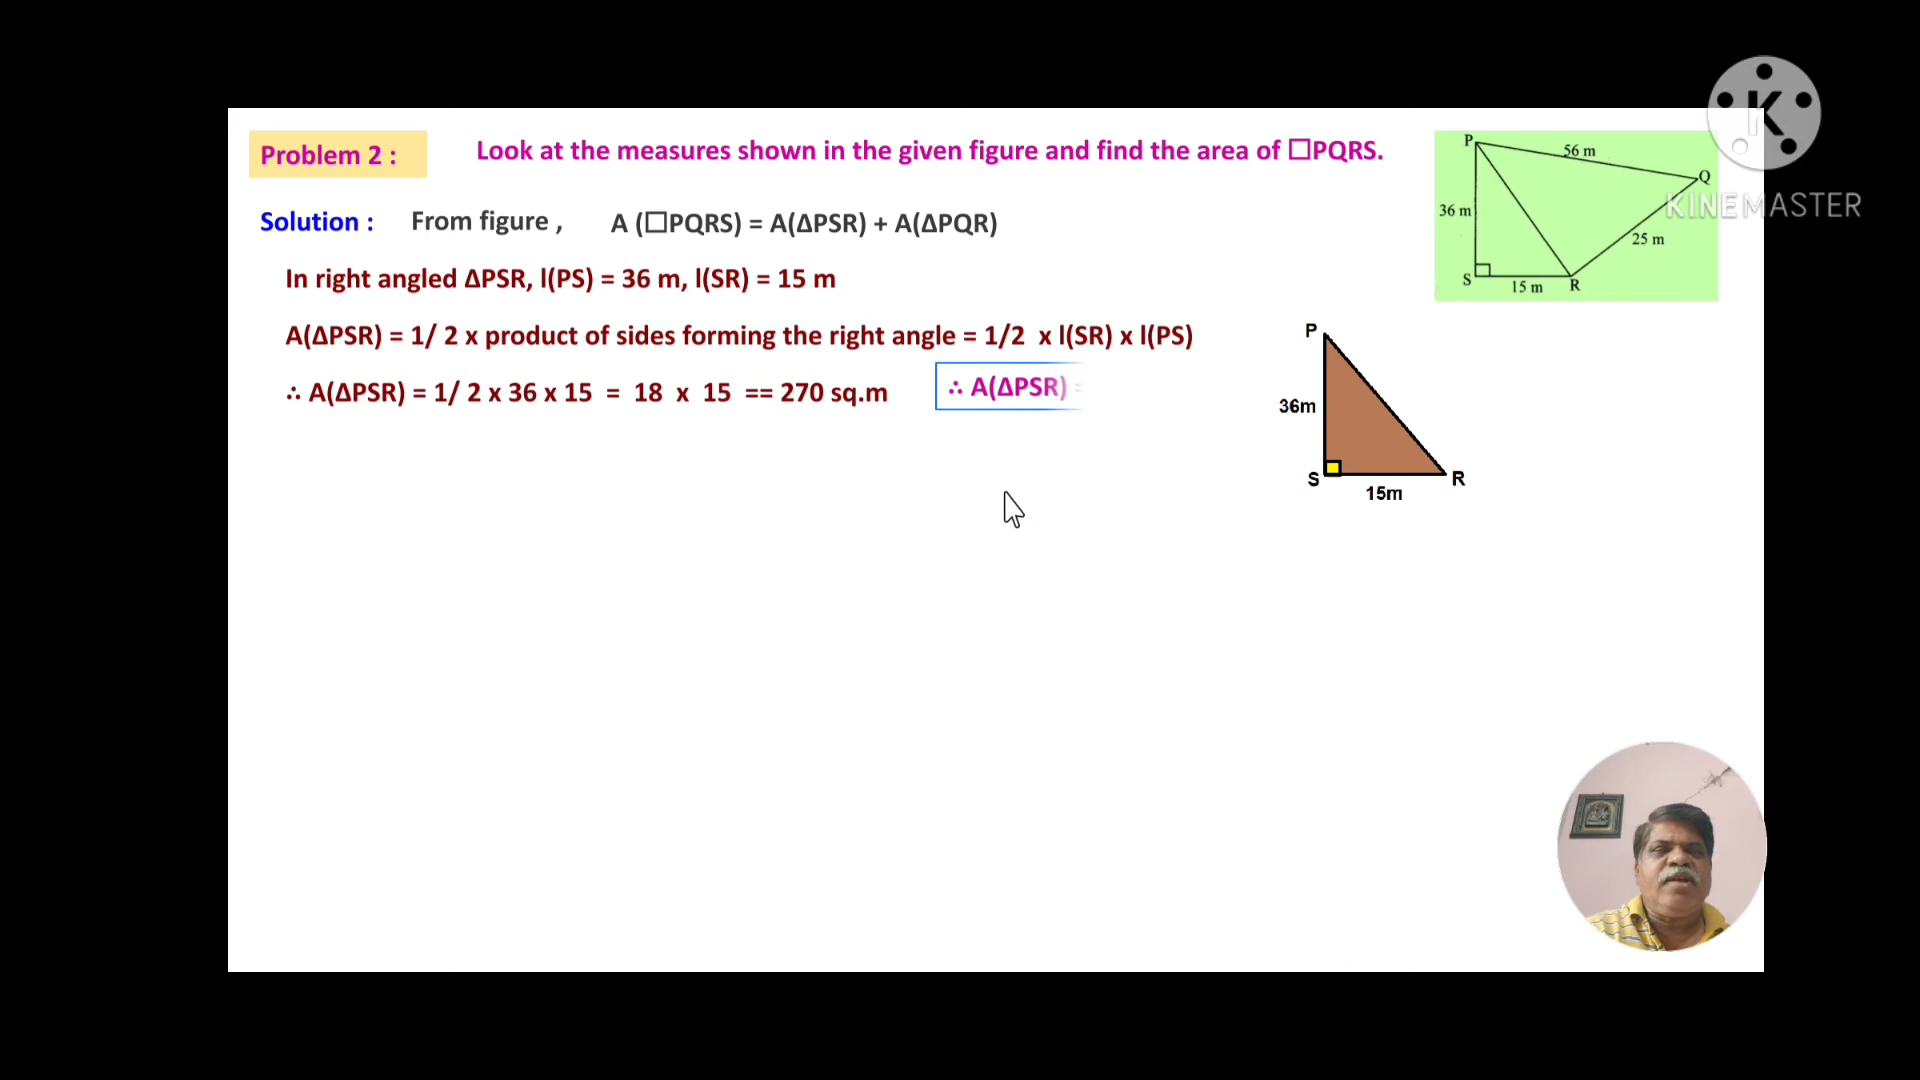 Problem 2 :
Look at the measures shown in the given figure and find the area of □PQRS.
Solution :
From figure ,
A (□PQRS) = A(ΔPSR) + A(ΔPQR)
In right angled ΔPSR, l(PS) = 36 m, l(SR) = 15 m
A(ΔPSR) = 1/ 2 x product of sides forming the right angle = 1/2 x l(SR) x l(PS)
∴ A(ΔPSR) = 1/ 2 x 36 x 15 = 18 x 15 == 270 sq.m
∴ A(ΔPSR) =
P
56 m
Q
36 m
25 m
S
15 m
R
P
36m
S
R
15m
K
KINEMASTER